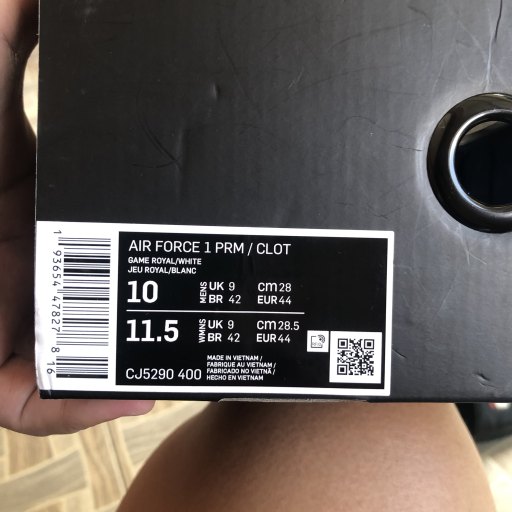 AIR FORCE 1 PRM / CLOT
GAME ROYAL/WHITE
JEU ROYAL/BLANC
10 MENS UK 9 CM 28
BR 42 EUR 44
11.5 WMNS UK 9 CM 28.5
BR 42 EUR 44
CJ5290 400
MADE IN VIETNAM /
FABRIQUÉ AU VIETNAM /
FABRICADO NO VIETNÃ /
HECHO EN VIETNAM
1 93654 47827 8 16